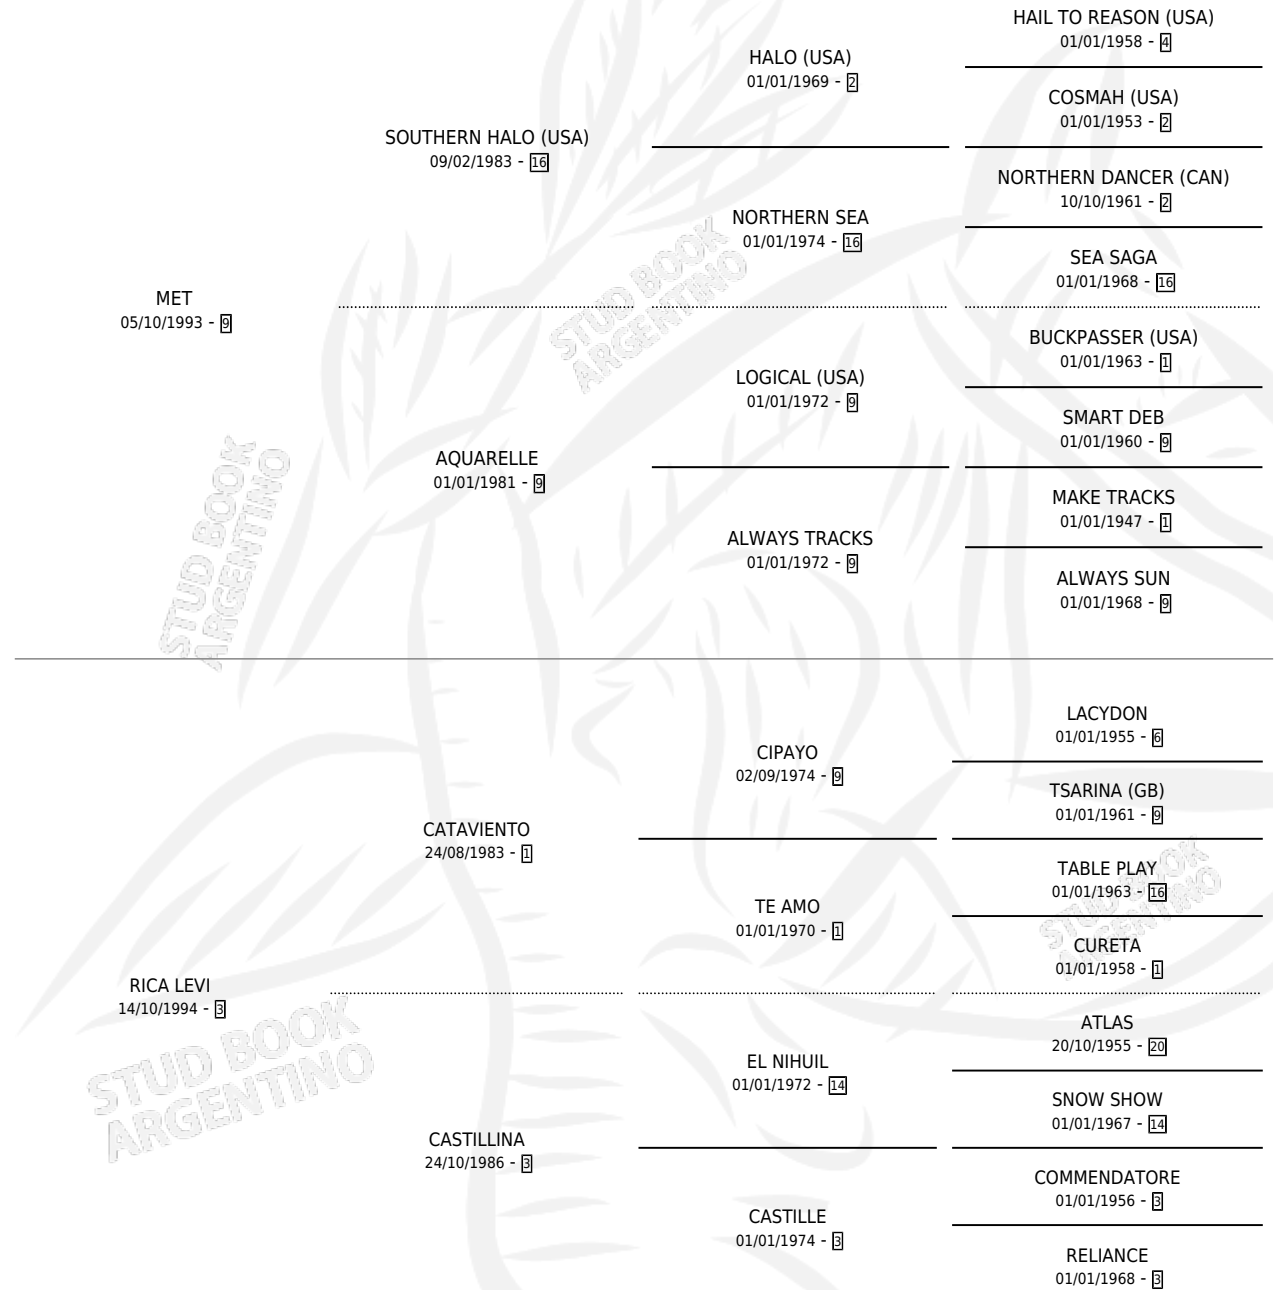 HAIL TO REASON (USA)
01/01/1958 - 4
HALO (USA)
01/01/1969 - 2
COSMAH (USA)
01/01/1953 - 2
SOUTHERN HALO (USA)
09/02/1983 - 16
NORTHERN DANCER (CAN)
10/10/1961 - 2
NORTHERN SEA
01/01/1974 - 16
SEA SAGA
01/01/1968 - 16
MET
05/10/1993 - 9
BUCKPASSER (USA)
01/01/1963 - 1
LOGICAL (USA)
01/01/1972 - 9
SMART DEB
01/01/1960 - 9
AQUARELLE
01/01/1981 - 9
MAKE TRACKS
01/01/1947 - 1
ALWAYS TRACKS
01/01/1972 - 9
ALWAYS SUN
01/01/1968 - 9
STUD BOOK
ARGENTINO
STUD BOOK
ARGENTINO
LACYDON
01/01/1955 - 6
CIPAYO
02/09/1974 - 9
TSARINA (GB)
01/01/1961 - 9
CATAVIENTO
24/08/1983 - 1
TABLE PLAY
01/01/1963 - 16
TE AMO
01/01/1970 - 1
CURETA
01/01/1958 - 1
RICA LEVI
14/10/1994 - 3
ATLAS
20/10/1955 - 20
EL NIHUIL
01/01/1972 - 14
SNOW SHOW
01/01/1967 - 14
CASTILLINA
24/10/1986 - 3
COMMENDATORE
01/01/1956 - 3
CASTILLE
01/01/1974 - 3
RELIANCE
01/01/1968 - 3
STUD BOOK
ARGENTINO
STUD BOOK
ARGENTINO